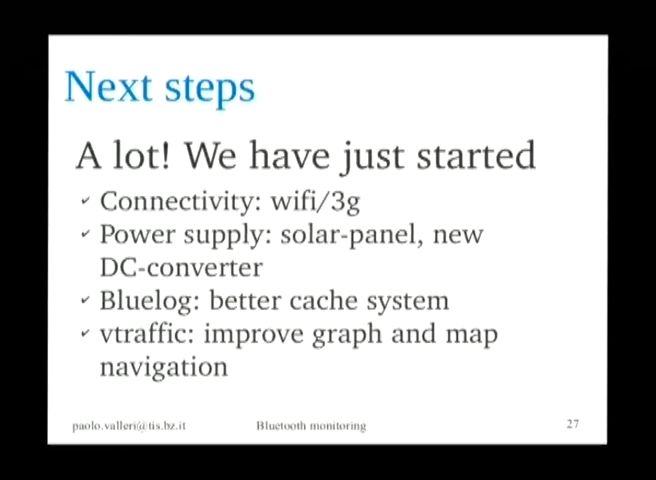 Next steps
A lot! We have just started
✓ Connectivity: wifi/3g
✓ Power supply: solar-panel, new
DC-converter
✓ Bluelog: better cache system
✓ vtraffic: improve graph and map
navigation
paolo.valleri@tis.bz.it Bluetooth monitoring 27